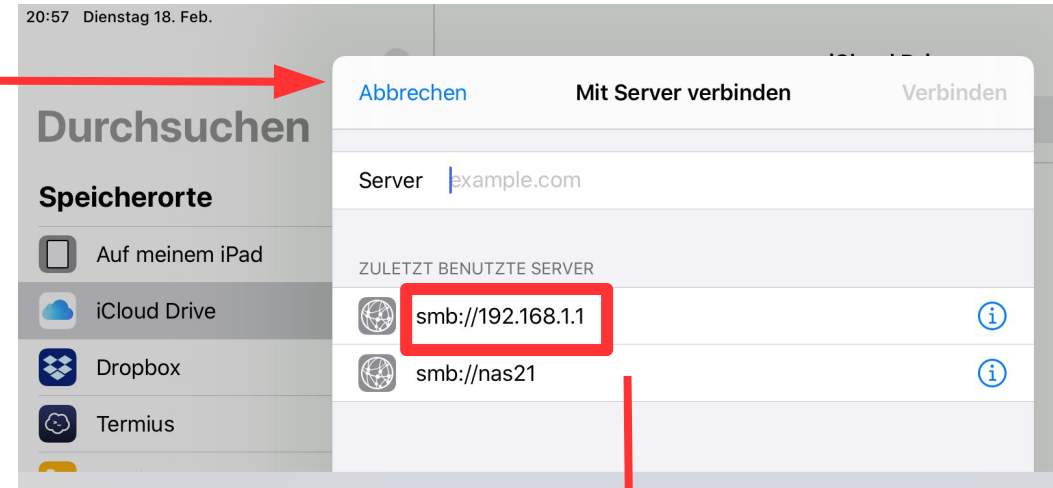 20:57 Dienstag 18. Feb.
Abbrechen Mit Server verbinden Verbinden
Durchsuchen
Server example.com
Speicherorte
Auf meinem iPad
ZULETZT BENUTZTE SERVER
iCloud Drive
smb://192.168.1.1
Dropbox
smb://nas21
Termius